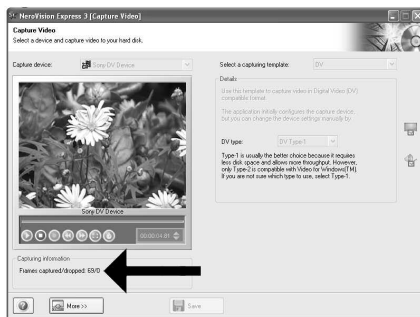 NeroVision Express 3 [Capture Video]
Capture Video
Select a device and capture video to your hard disk.
Capture device: Sony DV Device
Select a capturing template: DV
Details
Use this template to capture video in Digital Video (DV)
compatible format.
The application initially configures the capture device,
but you can change the device settings manually by
DV type: DV Type-1
Type-1 is usually the better choice because it requires
less disk space and allows more throughput. However,
only Type-2 is compatible with Video for Windows(TM).
If you are not sure which type to use, select Type-1.
Sony DV Device
00:00:04.81
Capturing information
Frames captured/dropped: 69/0
More >>
Save